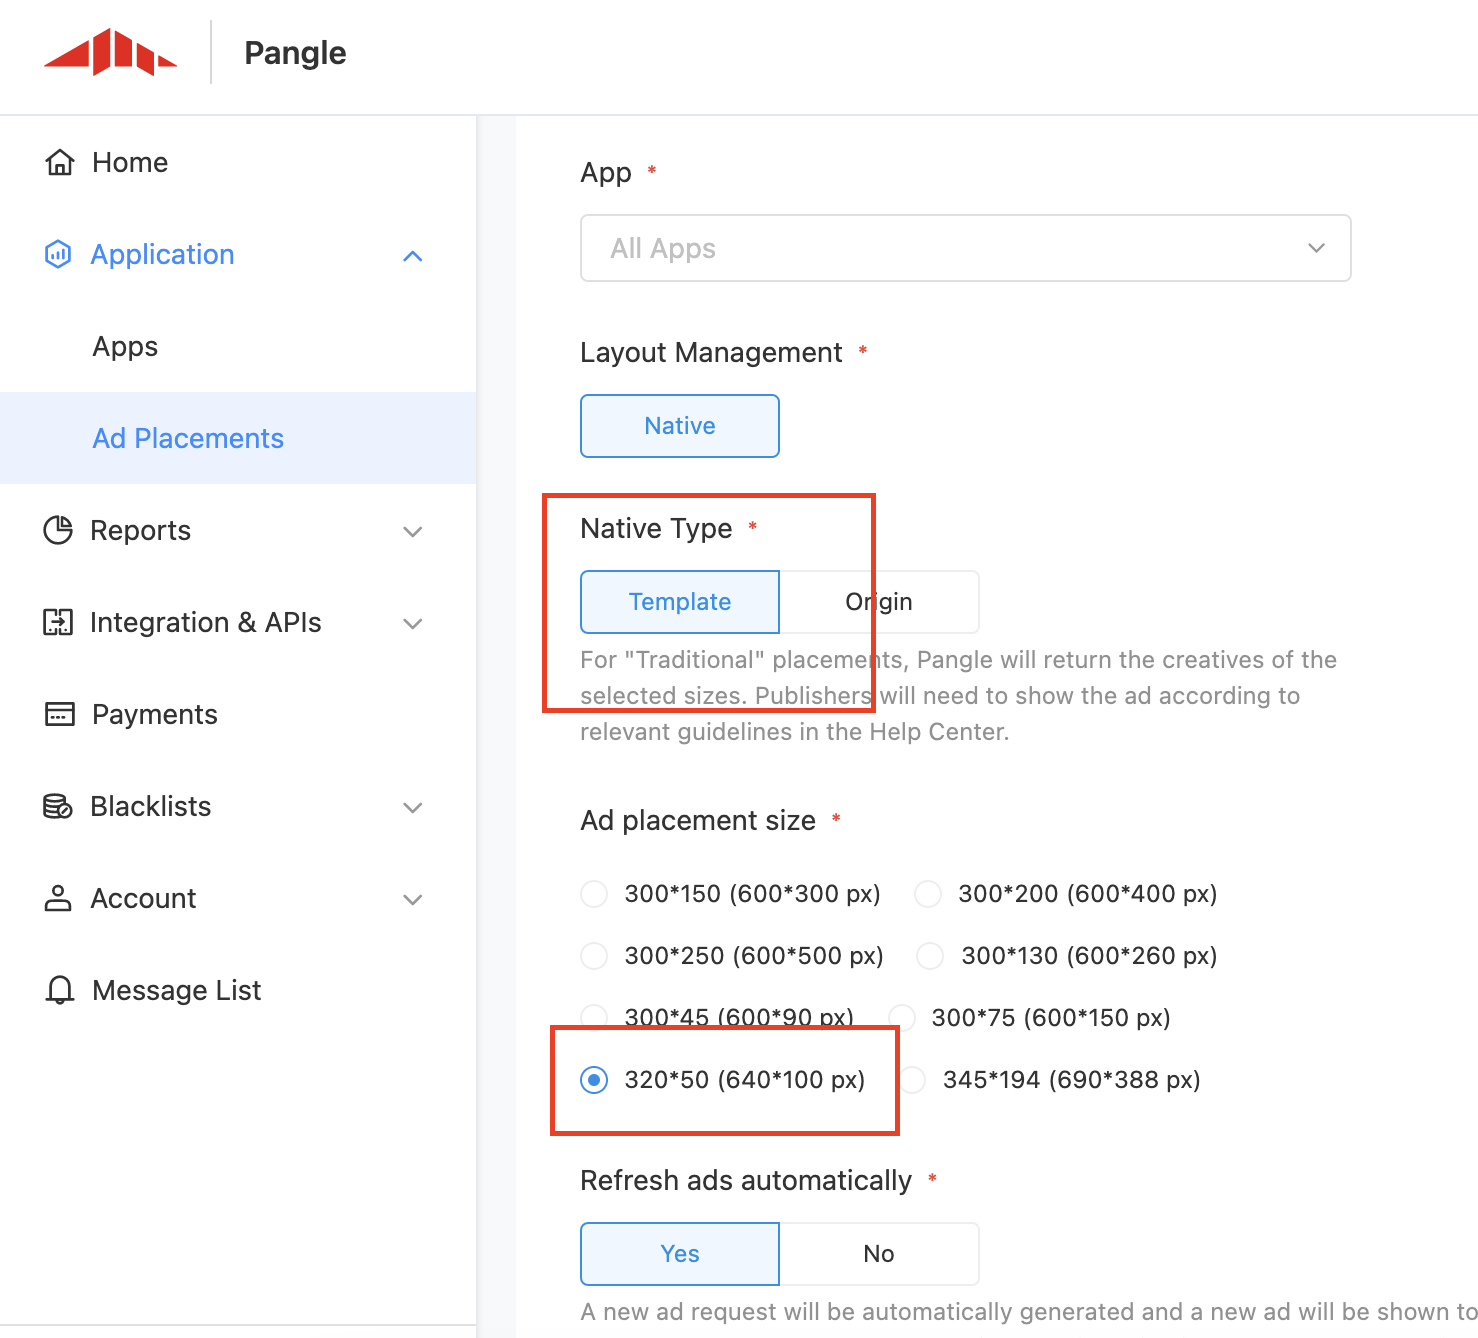 Pangle
Home
Application
Apps
Ad Placements
Reports
Integration & APIs
Payments
Blacklists
Account
Message List
App *
All Apps
Layout Management *
Native
Native Type *
Template Origin
For "Traditional" placements, Pangle will return the creatives of the
selected sizes. Publishers will need to show the ad according to
relevant guidelines in the Help Center.
Ad placement size *
300*150 (600*300 px) 300*200 (600*400 px)
300*250 (600*500 px) 300*130 (600*260 px)
300*45 (600*90 px) 300*75 (600*150 px)
320*50 (640*100 px) 345*194 (690*388 px)
Refresh ads automatically *
Yes No
A new ad request will be automatically generated and a new ad will be shown to